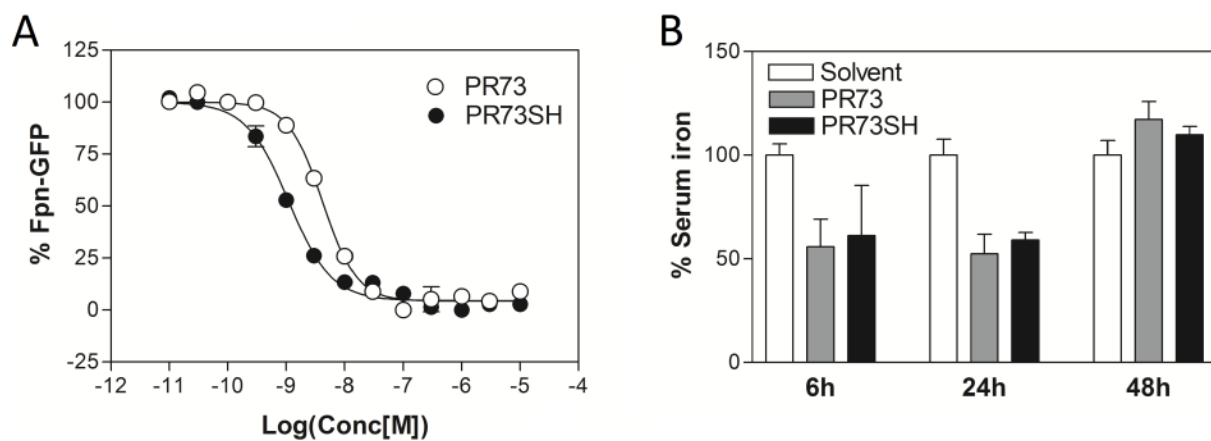 A
125
100
75
50
25
0
-25
% Fpn-GFP
PR73
PR73SH
-12 -11 -10 -9 -8 -7 -6 -5 -4
Log(Conc[M])
B
150
100
50
0
% Serum iron
Solvent
PR73
PR73SH
6h 24h 48h